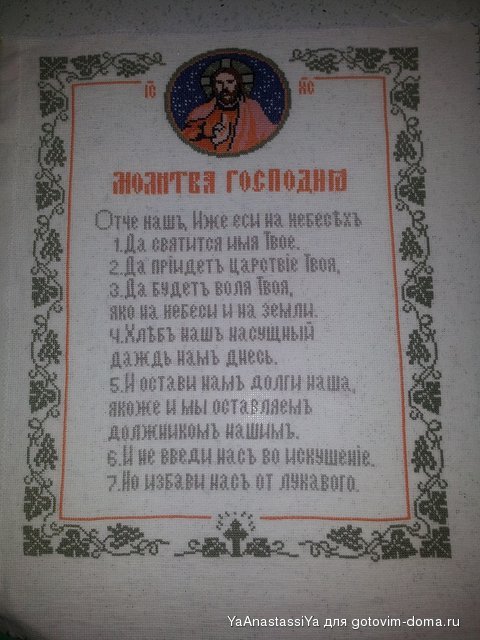 IС ХС
МОЛИТВА ГОСПОДНЯ
Отче нашъ, Иже еси на небесѣхъ
1.Да святится имя Твое.
2.Да прiидетъ царствiе Твоя,
3.Да будетъ воля Твоя,
яко на небеси и на земли.
4.Хлѣбъ нашъ насущный
даждь намъ днесь.
5.И остави намъ долги наша,
якоже и мы оставляемъ
должникомъ нашимъ.
6.И не введи насъ во искушенiе.
7.Но избави насъ от лукаваго.
YaAnastassiYa для gotovim-doma.ru